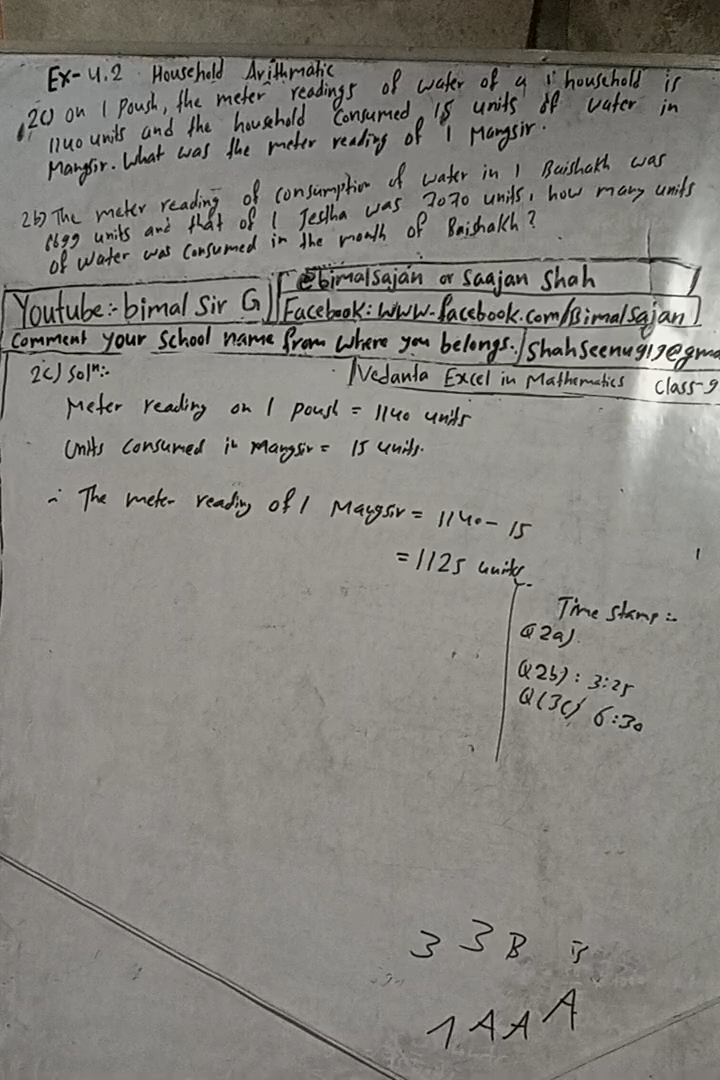 Ex-4.2 Household Arithmatic
2c) on 1 Poush, the meter readings of water of a household is
1140 units and the household consumed 15 units of water in
Mangsir. What was the meter reading of 1 Mangsir.
2b) The meter reading of consumption of water in 1 Baishakh was
units and that of 1 Jestha was 7070 units, how many units
of water was consumed in the month of Baishakh?
@bimalsajan or Saajan Shah
Youtube:- bimal Sir G
Facebook: WWW.facebook.com/Bimalsajan
Comment your School name from where you belongs.
Vedanta Excel in Mathematics class-9
2c) Solⁿ:-
Meter reading on 1 poush = 1140 units
Units consumed in Mangsir = 15 units.
∴ The meter reading of 1 Mangsir = 1140 - 15
= 1125 units.
Time Stamp :-
Q2a)
Q2b) : 3:25
Q(3c) 6:30
3 3 B B
1 A A A